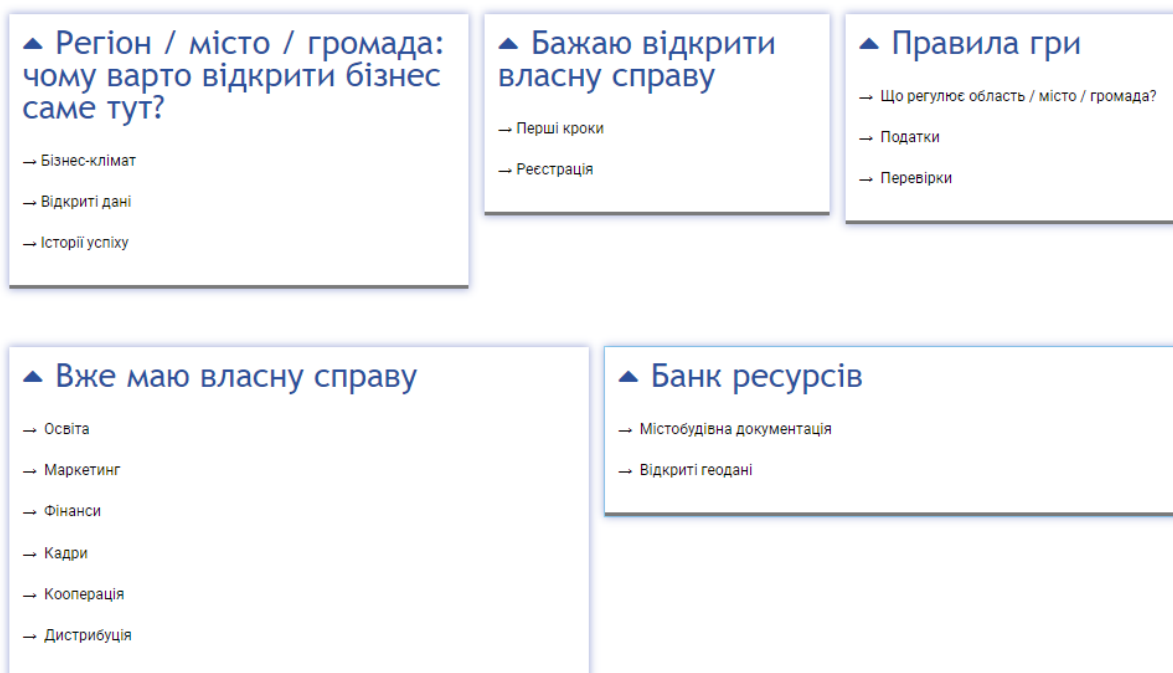 Регіон / місто / громада:
чому варто відкрити бізнес
саме тут?
→ Бізнес-клімат
→ Відкриті дані
→ Історії успіху
Бажаю відкрити
власну справу
→ Перші кроки
→ Реєстрація
Правила гри
→ Що регулює область / місто / громада?
→ Податки
→ Перевірки
Вже маю власну справу
→ Освіта
→ Маркетинг
→ Фінанси
→ Кадри
→ Кооперація
→ Дистрибуція
Банк ресурсів
→ Містобудівна документація
→ Відкриті геодані